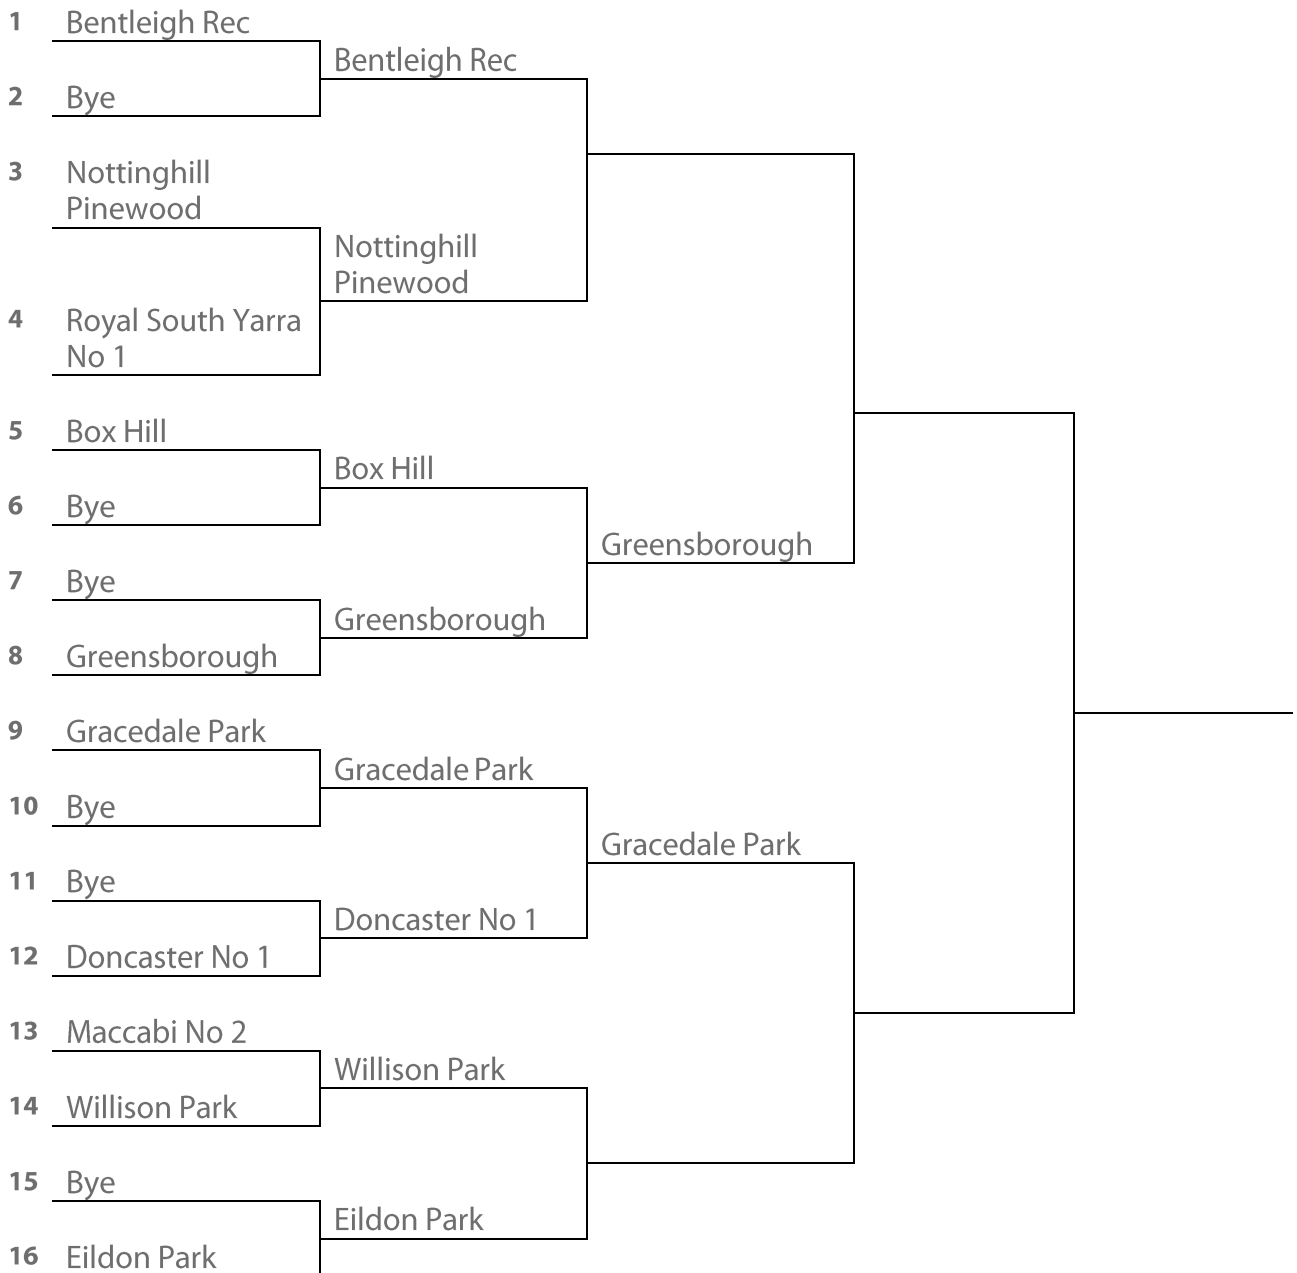 1 Bentleigh Rec
Bentleigh Rec
2 Bye
3 Nottinghill
Pinewood
Nottinghill
Pinewood
4 Royal South Yarra
No 1
5 Box Hill
Box Hill
6 Bye
Greensborough
7 Bye
Greensborough
8 Greensborough
9 Gracedale Park
Gracedale Park
10 Bye
Gracedale Park
11 Bye
Doncaster No 1
12 Doncaster No 1
13 Maccabi No 2
Willison Park
14 Willison Park
15 Bye
Eildon Park
16 Eildon Park